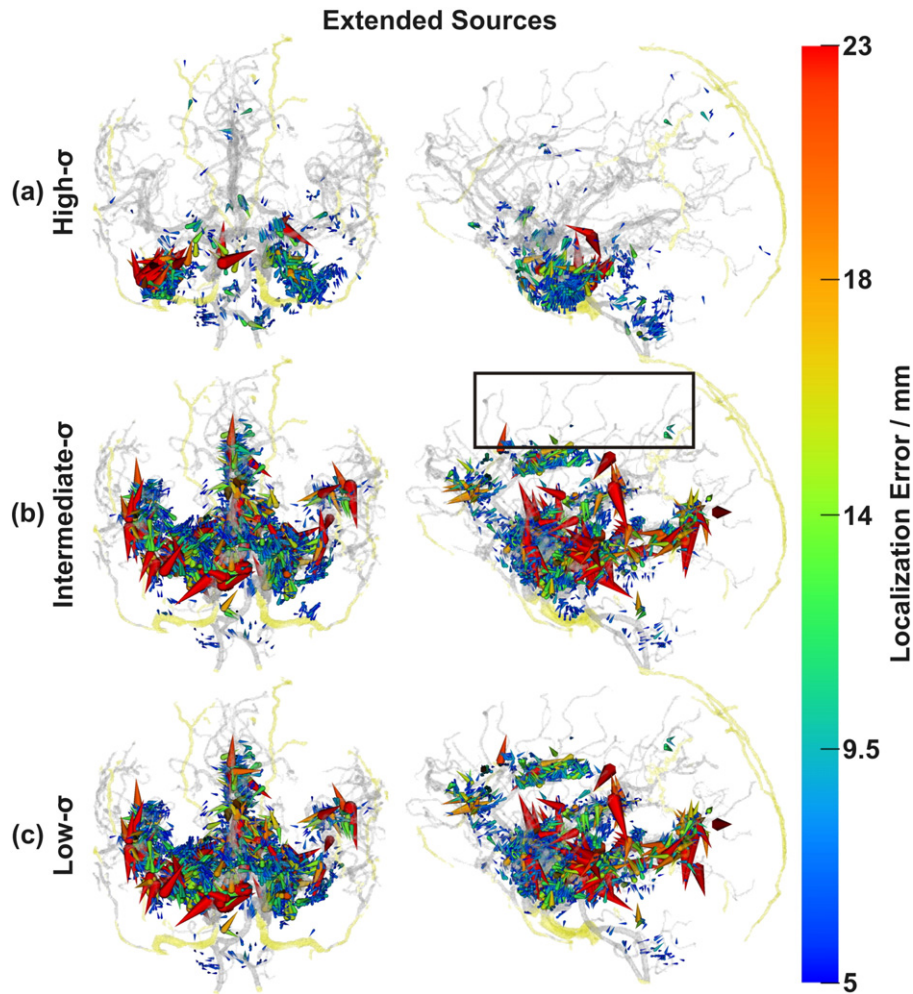 Extended Sources
(a) High-σ
(b) Intermediate-σ
(c) Low-σ
23
18
14
9.5
5
Localization Error / mm